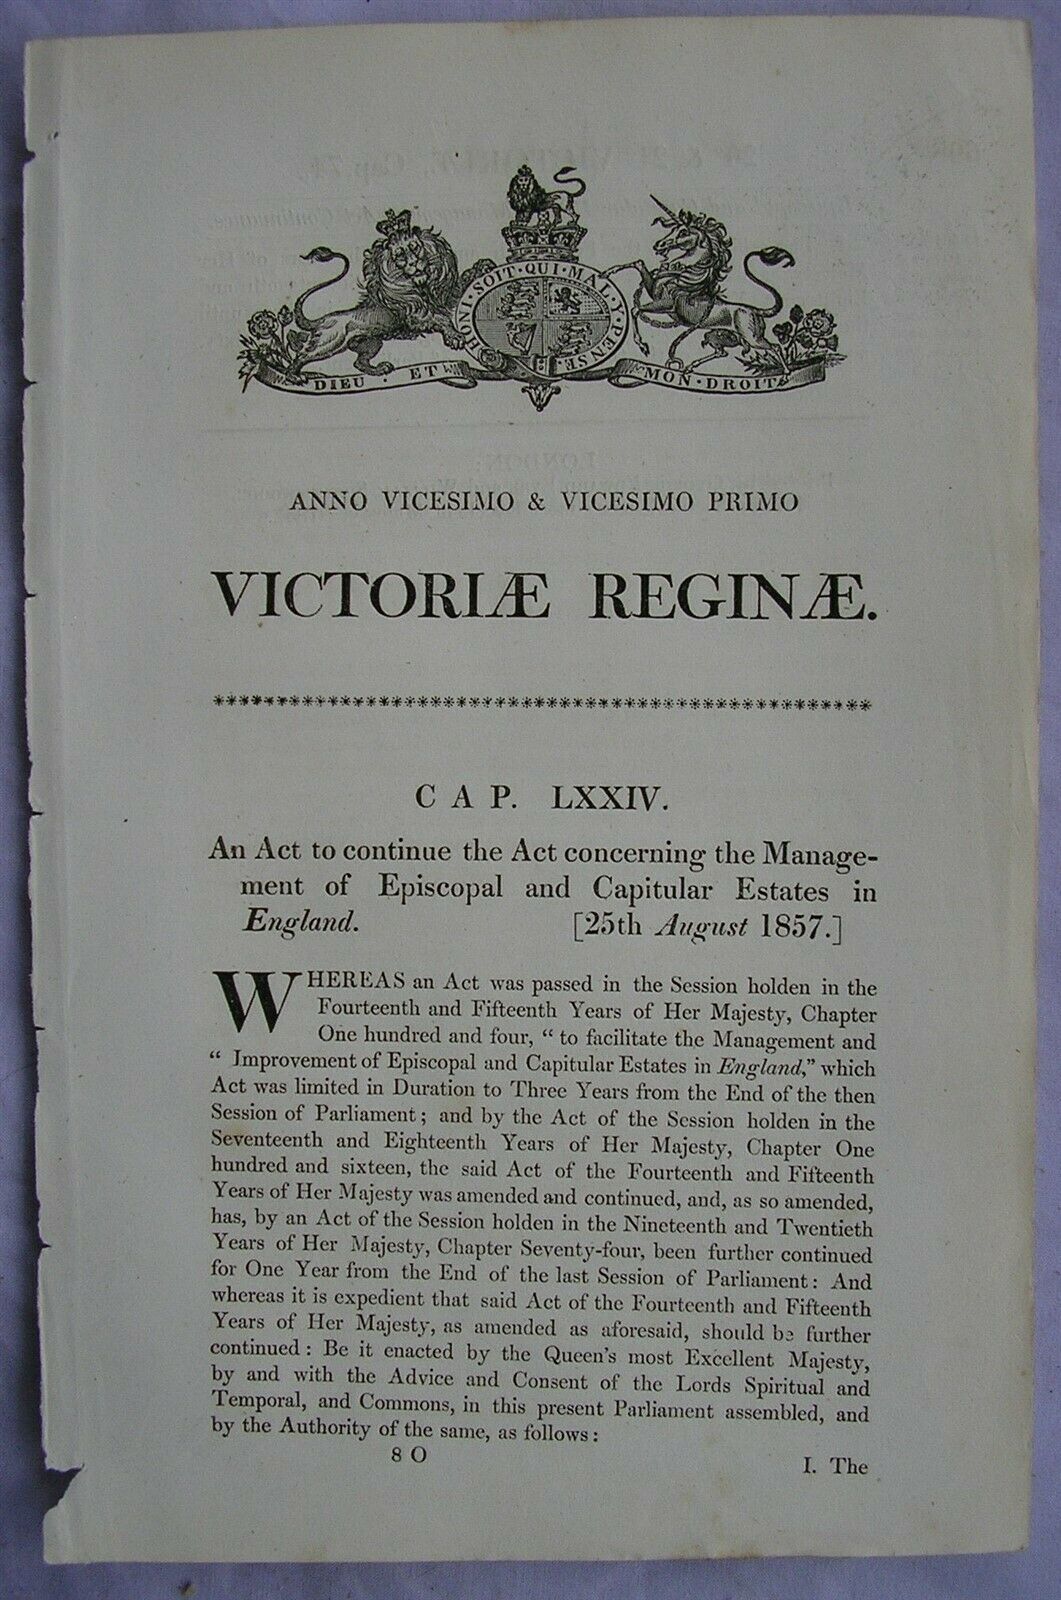 HONI · SOIT · QUI · MAL · Y · PENSE
DIEU · ET
MON · DROIT
ANNO VICESIMO & VICESIMO PRIMO
VICTORIÆ REGINÆ.
CAP. LXXIV.
An Act to continue the Act concerning the Manage-
ment of Episcopal and Capitular Estates in
England. [25th August 1857.]
WHEREAS an Act was passed in the Session holden in the
Fourteenth and Fifteenth Years of Her Majesty, Chapter
One hundred and four, " to facilitate the Management and
" Improvement of Episcopal and Capitular Estates in England," which
Act was limited in Duration to Three Years from the End of the then
Session of Parliament; and by the Act of the Session holden in the
Seventeenth and Eighteenth Years of Her Majesty, Chapter One
hundred and sixteen, the said Act of the Fourteenth and Fifteenth
Years of Her Majesty was amended and continued, and, as so amended,
has, by an Act of the Session holden in the Nineteenth and Twentieth
Years of Her Majesty, Chapter Seventy-four, been further continued
for One Year from the End of the last Session of Parliament: And
whereas it is expedient that said Act of the Fourteenth and Fifteenth
Years of Her Majesty, as amended as aforesaid, should be further
continued: Be it enacted by the Queen's most Excellent Majesty,
by and with the Advice and Consent of the Lords Spiritual and
Temporal, and Commons, in this present Parliament assembled, and
by the Authority of the same, as follows:
8 O
I. The